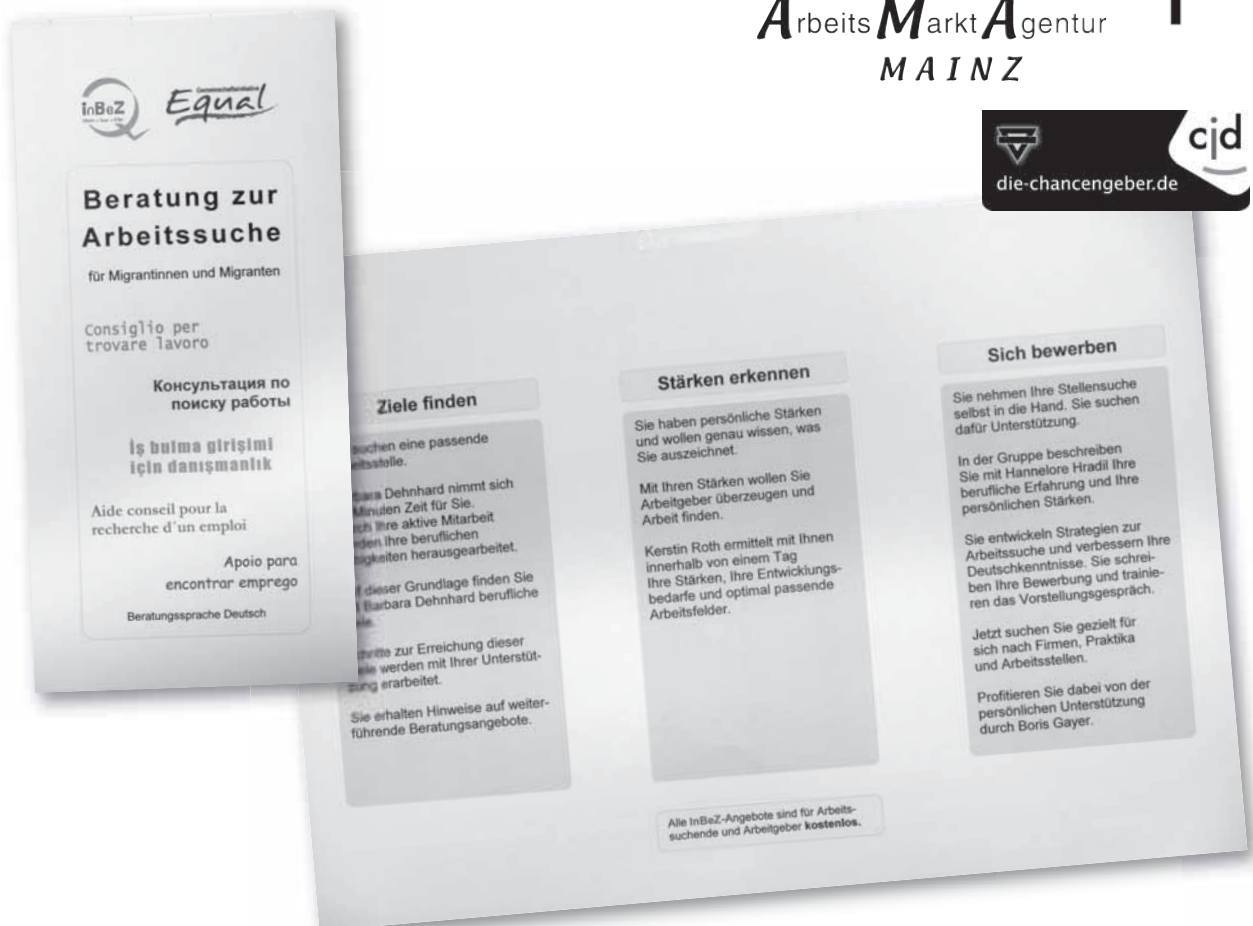 ArbeitsMarktAgentur
MAINZ
cjd
die-chancengeber.de
inBeZ
Gemeinschaftsinitiative
Equal
Beratung zur
Arbeitssuche
für Migrantinnen und Migranten
Consiglio per
trovare lavoro
Консультация по
поиску работы
İş bulma girişimi
için danışmanlık
Aide conseil pour la
recherche d´un emploi
Apoio para
encontrar emprego
Beratungssprache Deutsch
Ziele finden
suchen eine passende
Dehnhard nimmt sich
Minuten Zeit für Sie.
Ihre aktive Mitarbeit
Ihre beruflichen
herausgearbeitet.
dieser Grundlage finden Sie
Barbara Dehnhard berufliche
zur Erreichung dieser
werden mit Ihrer Unterstüt-
zung erarbeitet.
Sie erhalten Hinweise auf weiter-
führende Beratungsangebote.
Stärken erkennen
Sie haben persönliche Stärken
und wollen genau wissen, was
Sie auszeichnet.
Mit Ihren Stärken wollen Sie
Arbeitgeber überzeugen und
Arbeit finden.
Kerstin Roth ermittelt mit Ihnen
innerhalb von einem Tag
Ihre Stärken, Ihre Entwicklungs-
bedarfe und optimal passende
Arbeitsfelder.
Sich bewerben
Sie nehmen Ihre Stellensuche
selbst in die Hand. Sie suchen
dafür Unterstützung.
In der Gruppe beschreiben
Sie mit Hannelore Hradil Ihre
berufliche Erfahrung und Ihre
persönlichen Stärken.
Sie entwickeln Strategien zur
Arbeitssuche und verbessern Ihre
Deutschkenntnisse. Sie schrei-
ben Ihre Bewerbung und trainie-
ren das Vorstellungsgespräch.
Jetzt suchen Sie gezielt für
sich nach Firmen, Praktika
und Arbeitsstellen.
Profitieren Sie dabei von der
persönlichen Unterstützung
durch Boris Gayer.
Alle InBeZ-Angebote sind für Arbeits-
suchende und Arbeitgeber kostenlos.